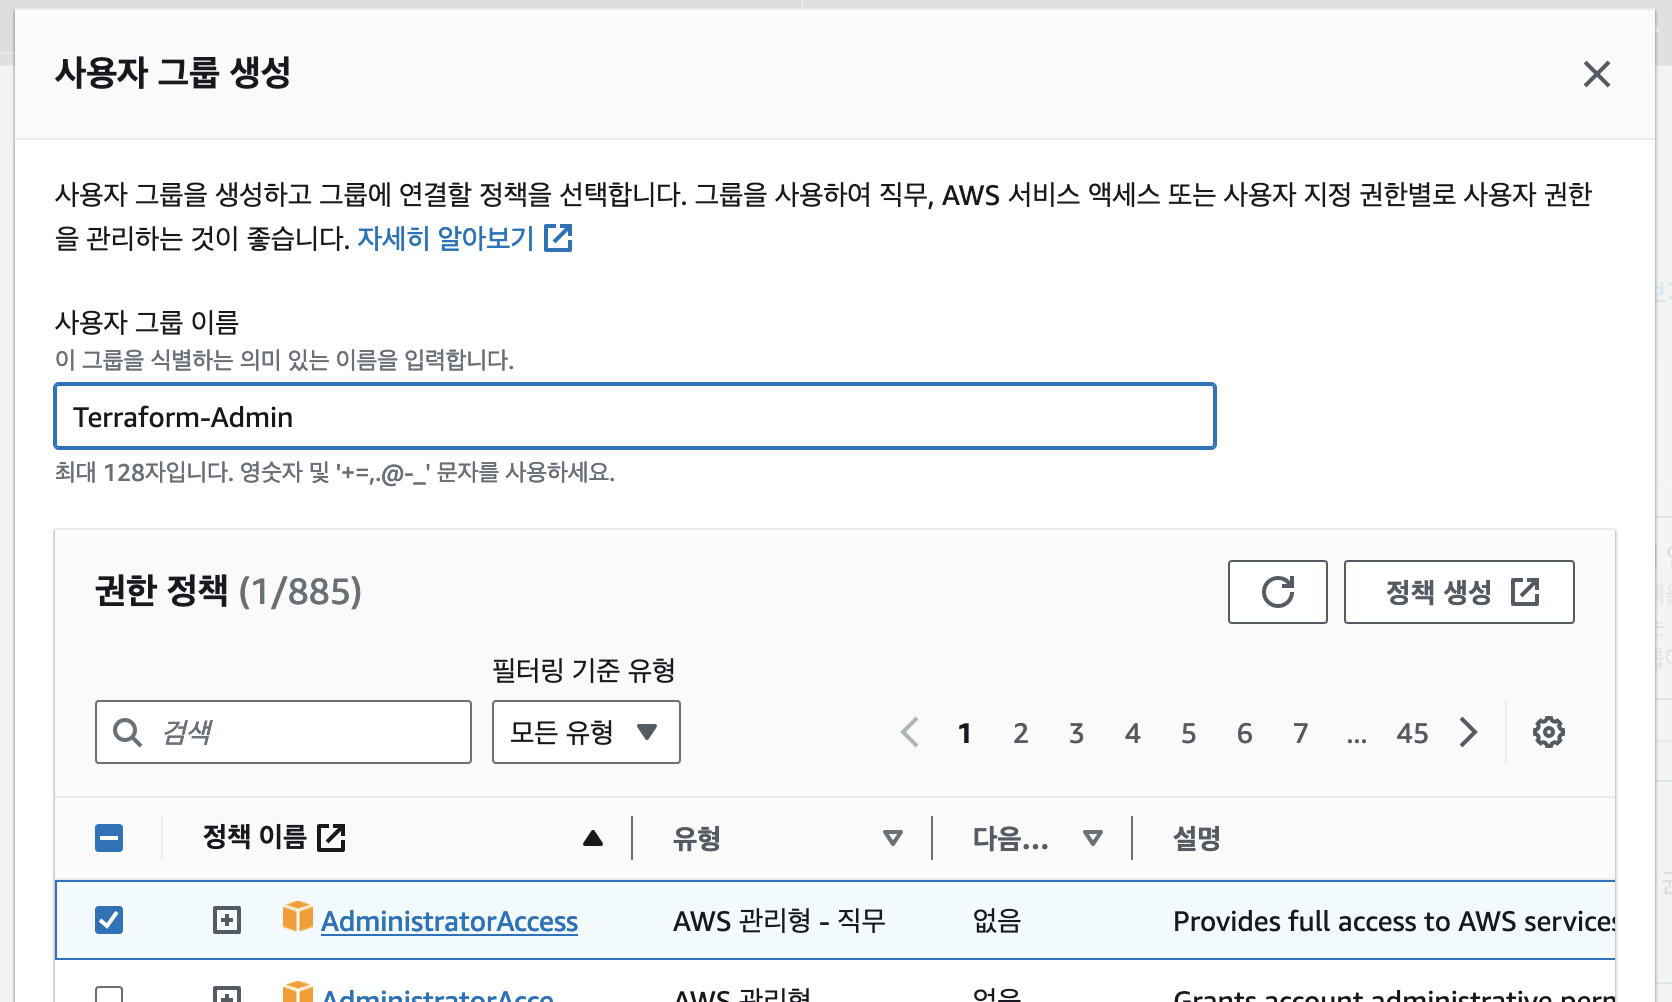 사용자 그룹 생성
사용자 그룹을 생성하고 그룹에 연결할 정책을 선택합니다. 그룹을 사용하여 직무, AWS 서비스 액세스 또는 사용자 지정 권한별로 사용자 권한
을 관리하는 것이 좋습니다. 자세히 알아보기
사용자 그룹 이름
이 그룹을 식별하는 의미 있는 이름을 입력합니다.
Terraform-Admin
최대 128자입니다. 영숫자 및 '+=,.@-_' 문자를 사용하세요.
권한 정책 (1/885)
정책 생성
필터링 기준 유형
검색
모든 유형
1 2 3 4 5 6 7 ... 45
정책 이름 유형 다음... 설명
AdministratorAccess AWS 관리형 - 직무 없음 Provides full access to AWS services
AdministratorAcce AWS 관리형 없음 Grants account administrative perm